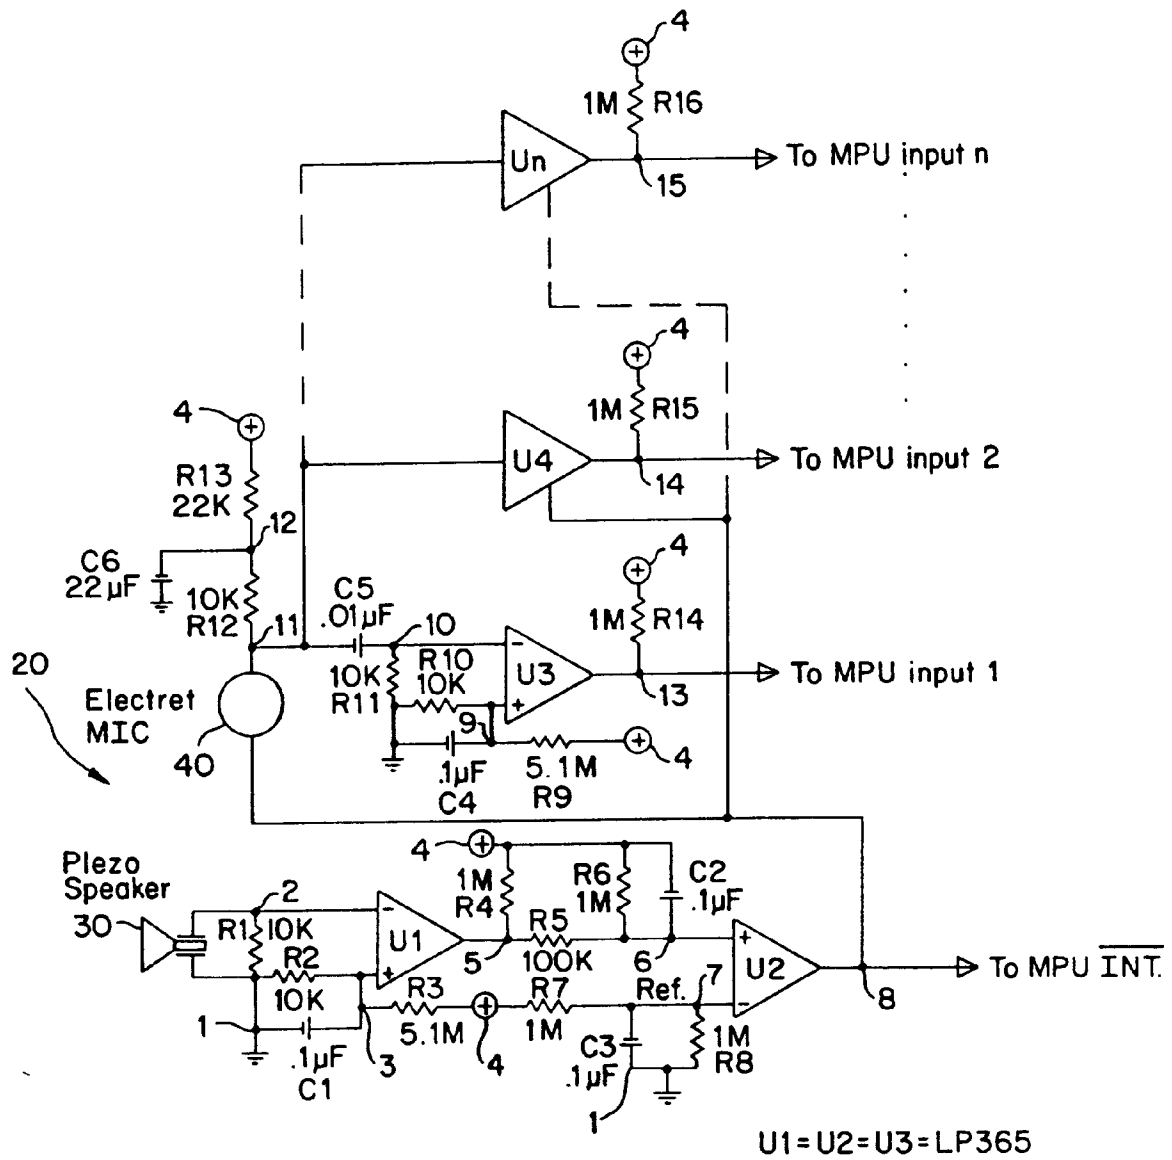 4
1M R16
Un
To MPU input n
15
4
4
1M R15
R13
22K
U4
To MPU input 2
14
12
C6
22µF
4
C5
.01µF
10K
R12
11
10
1M R14
R10
10K
10K
R11
U3
To MPU input 1
13
20
Electret
MIC
40
9
4
.1µF
C4
5.1M
R9
4
Piezo
Speaker
30
2
1M
R4
R6
1M
C2
.1µF
R1 10K
U1
R2
10K
5
R5
100K
6
U2
To MPU INT.
8
R3
5.1M
4
R7
1M
Ref.
7
1
.1µF
C1
3
C3
.1µF
1M
R8
1
U1=U2=U3=LP365